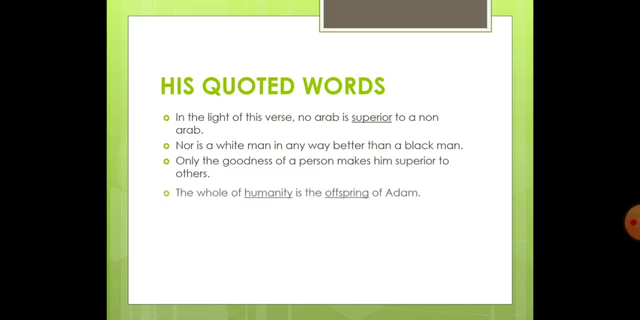 HIS QUOTED WORDS
In the light of this verse, no arab is superior to a non
arab.
Nor is a white man in any way better than a black man.
Only the goodness of a person makes him superior to
others.
The whole of humanity is the offspring of Adam.